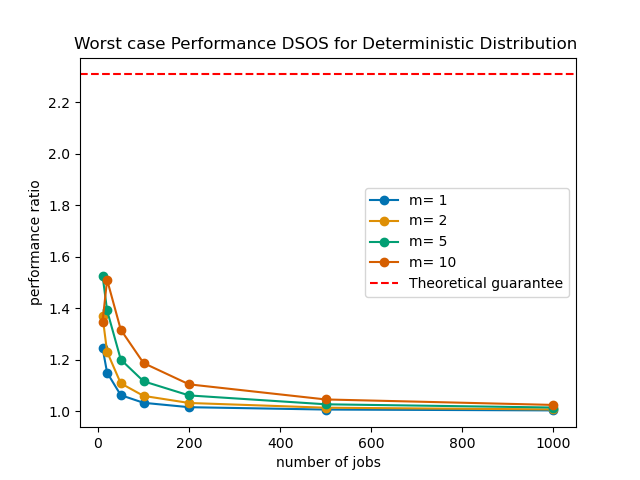 Worst case Performance DSOS for Deterministic Distribution
performance ratio
2.2
2.0
1.8
1.6
1.4
1.2
1.0
m= 1
m= 2
m= 5
m= 10
Theoretical guarantee
0
200
400
600
800
1000
number of jobs